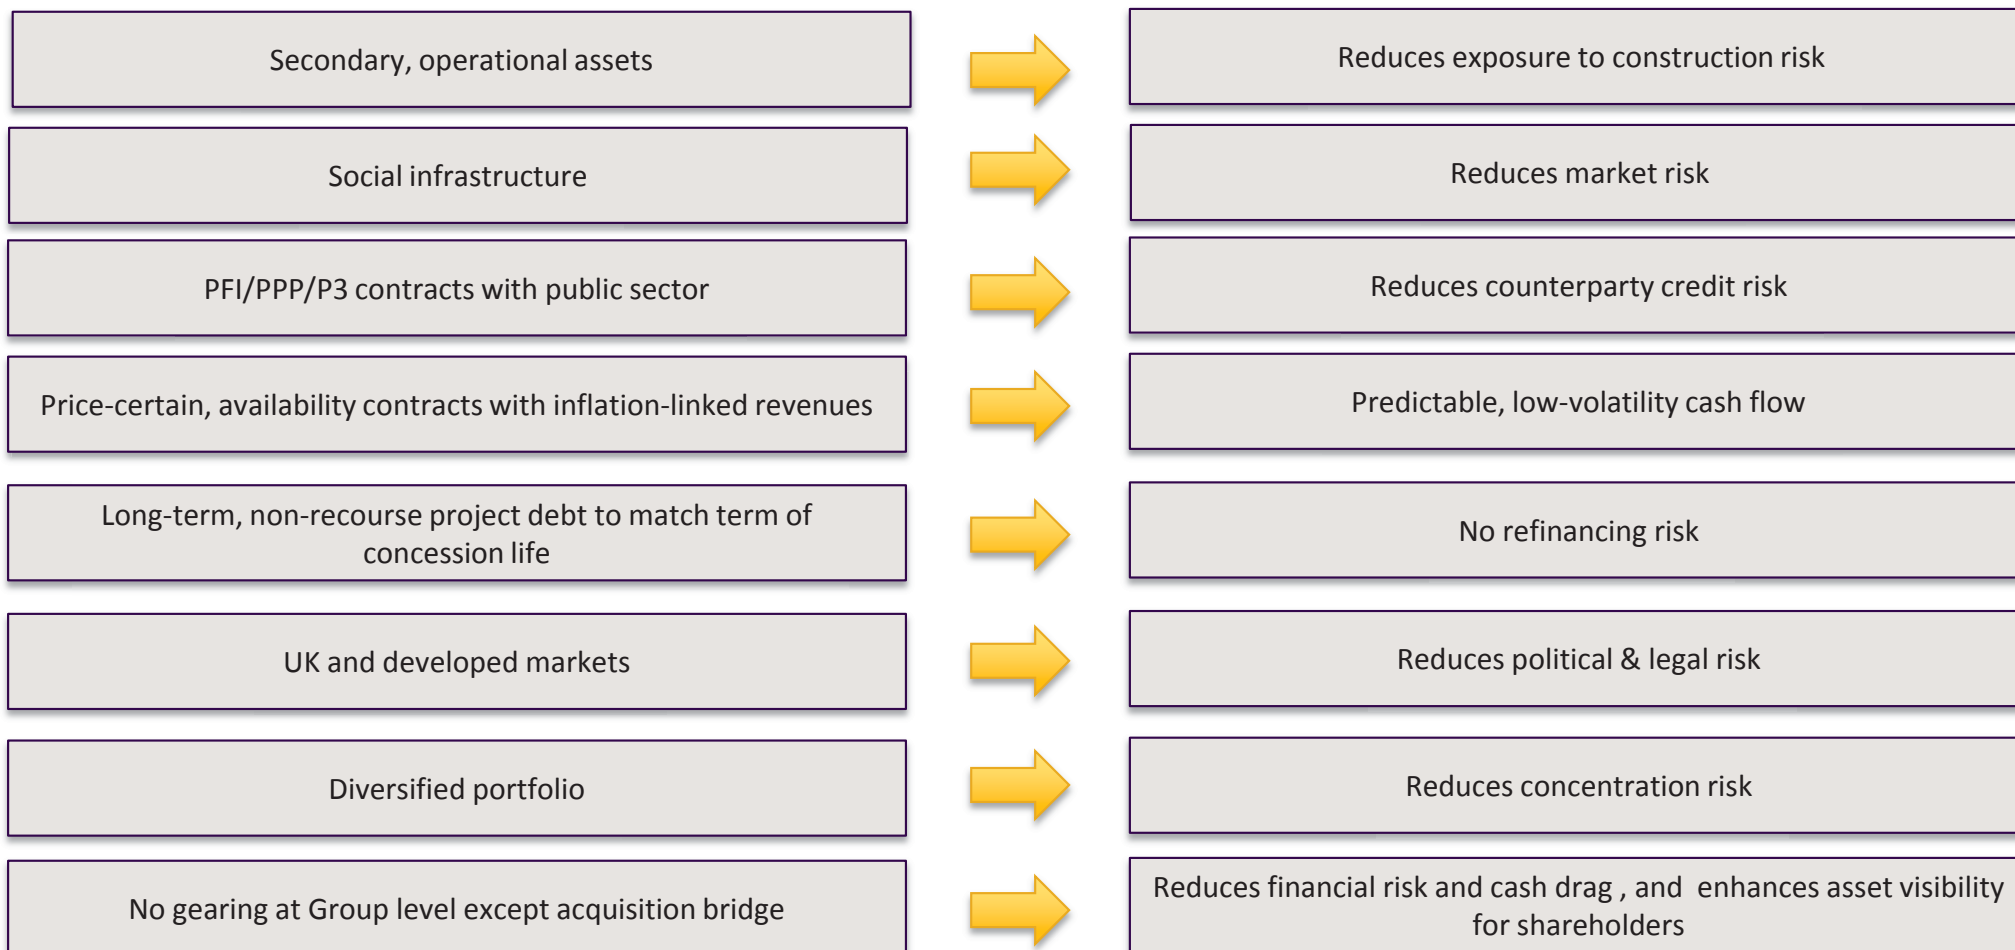 Secondary, operational assets
Reduces exposure to construction risk
Social infrastructure
Reduces market risk
PFI/PPP/P3 contracts with public sector
Reduces counterparty credit risk
Price-certain, availability contracts with inflation-linked revenues
Predictable, low-volatility cash flow
Long-term, non-recourse project debt to match term of
concession life
No refinancing risk
UK and developed markets
Reduces political & legal risk
Diversified portfolio
Reduces concentration risk
No gearing at Group level except acquisition bridge
Reduces financial risk and cash drag , and  enhances asset visibility
for shareholders